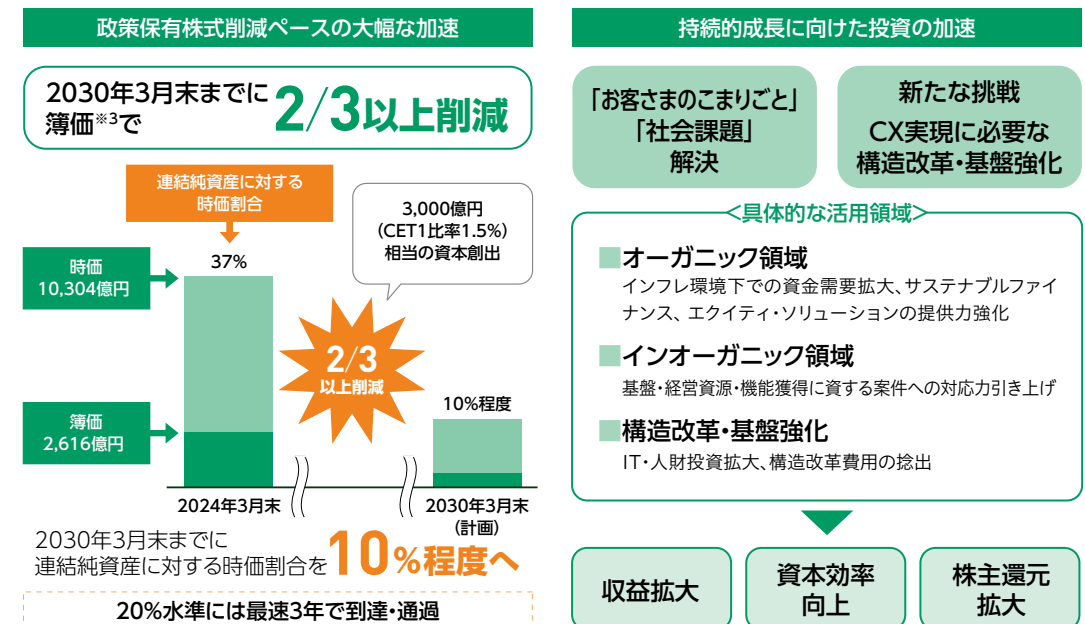 政策保有株式削減ペースの大幅な加速
2030年3月末までに
簿価※3で
2/3以上削減
連結純資産に対する
時価割合
3,000億円
(CET1比率1.5%)
相当の資本創出
時価
10,304億円
37%
2/3
以上削減
簿価
2,616億円
10%程度
2024年3月末
2030年3月末
(計画)
2030年3月末までに
連結純資産に対する時価割合を10%程度へ
20%水準には最速3年で到達・通過
持続的成長に向けた投資の加速
「お客さまのこまりごと」
「社会課題」
解決
新たな挑戦
CX実現に必要な
構造改革・基盤強化
<具体的な活用領域>
■オーガニック領域
インフレ環境下での資金需要拡大、サステナブルファイ
ナンス、エクイティ・ソリューションの提供力強化
■インオーガニック領域
基盤・経営資源・機能獲得に資する案件への対応力引き上げ
■構造改革・基盤強化
IT・人財投資拡大、構造改革費用の捻出
収益拡大
資本効率
向上
株主還元
拡大